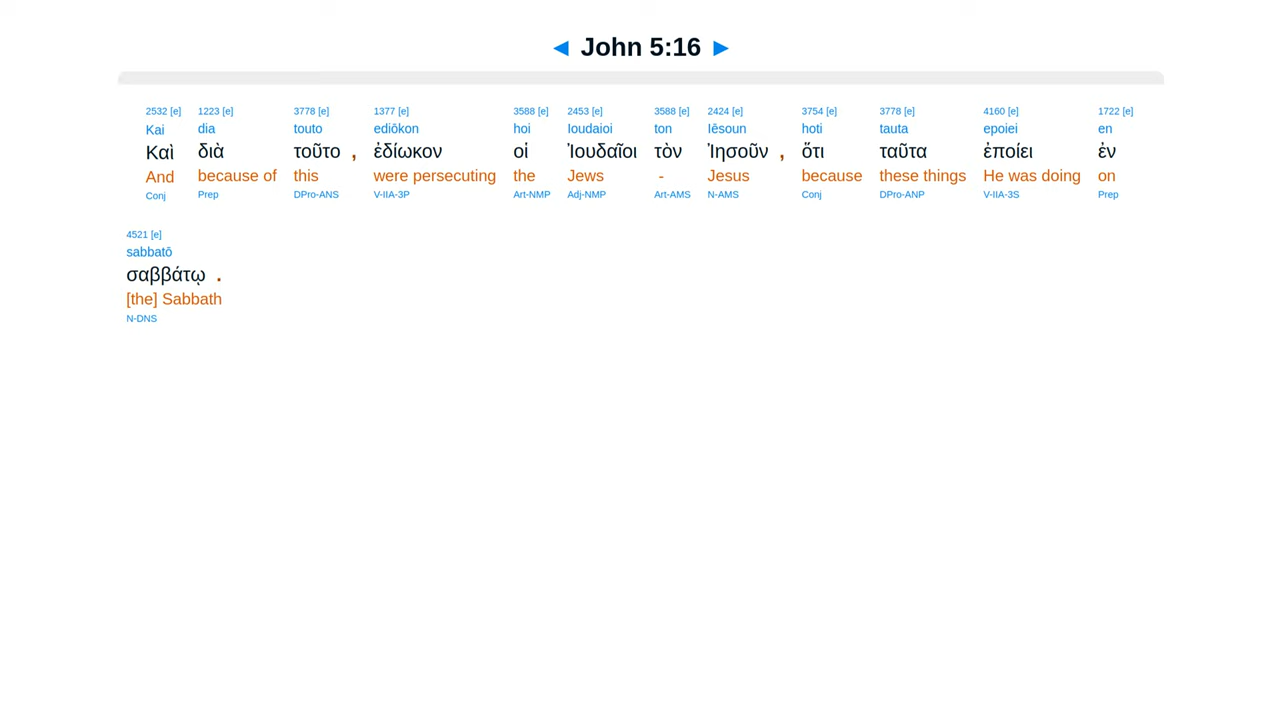 ◄ John 5:16 ►
2532 [e] 1223 [e] 3778 [e] 1377 [e] 3588 [e] 2453 [e] 3588 [e] 2424 [e] 3754 [e] 3778 [e] 4160 [e] 1722 [e]
Kai dia touto ediōkon hoi Ioudaioi ton Iēsoun hoti tauta epoiei en
Καὶ διὰ τοῦτο , ἐδίωκον οἱ Ἰουδαῖοι τὸν Ἰησοῦν , ὅτι ταῦτα ἐποίει ἐν
And because of this were persecuting the Jews - Jesus because these things He was doing on
Conj Prep DPro-ANS V-IIA-3P Art-NMP Adj-NMP Art-AMS N-AMS Conj DPro-ANP V-IIA-3S Prep
4521 [e]
sabbatō
σαββάτῳ .
[the] Sabbath
N-DNS